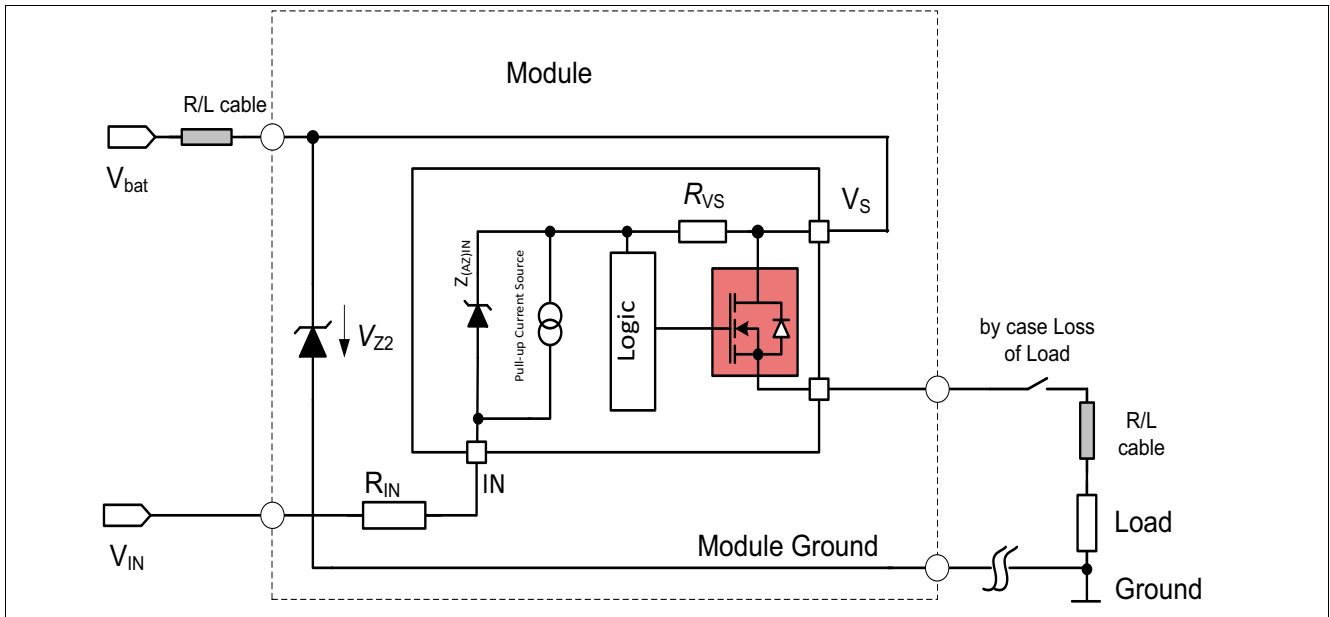 Module
R/L cable
V_bat
R_VS
V_S
Z_(AZ)IN
Pull-up Current Source
Logic
V_Z2
by case Loss
of Load
R/L
cable
R_IN
IN
V_IN
Module Ground
Load
Ground